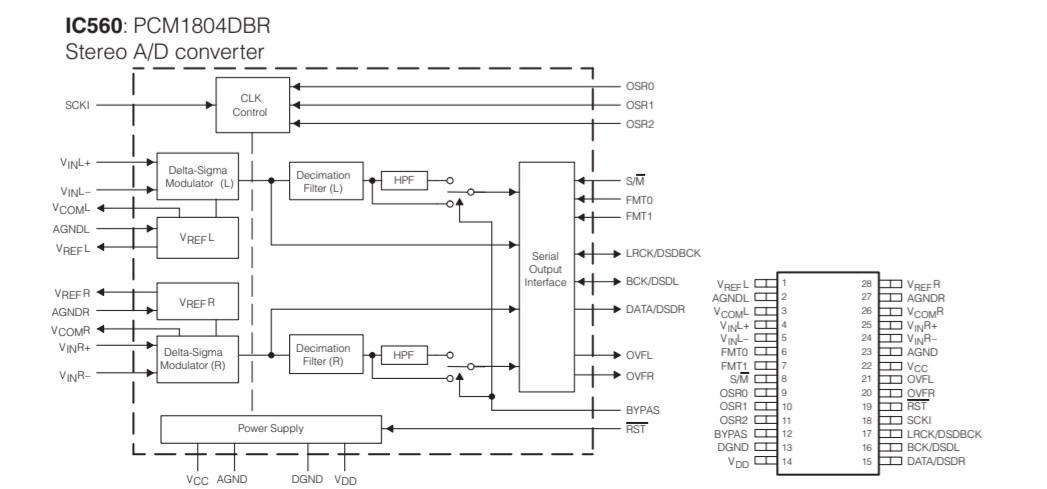 IC560: PCM1804DBR
Stereo A/D converter
SCKI
CLK
Control
OSR0
OSR1
OSR2
VINL+
VINL–
VCOML
AGNDL
VREFL
Delta-Sigma
Modulator (L)
VREFL
Decimation
Filter (L)
HPF
VREFR
AGNDR
VCOMR
VINR+
VINR–
VREFR
Delta-Sigma
Modulator (R)
Decimation
Filter (R)
HPF
Serial
Output
Interface
S/M̅
FMT0
FMT1
LRCK/DSDBCK
BCK/DSDL
DATA/DSDR
OVFL
OVFR
BYPAS
R̅S̅T̅
Power Supply
VCC AGND DGND VDD
VREFL 1 28 VREFR
AGNDL 2 27 AGNDR
VCOML 3 26 VCOMR
VINL+ 4 25 VINR+
VINL– 5 24 VINR–
FMT0 6 23 AGND
FMT1 7 22 VCC
S/M̅ 8 21 OVFL
OSR0 9 20 OVFR
OSR1 10 19 R̅S̅T̅
OSR2 11 18 SCKI
BYPAS 12 17 LRCK/DSDBCK
DGND 13 16 BCK/DSDL
VDD 14 15 DATA/DSDR